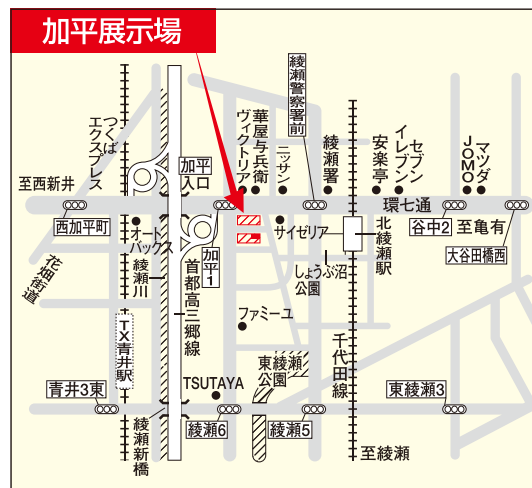 加平展示場
つくば
エクスプレス
至西新井
西加平町
花畑街道
オート
バックス
綾瀬川
TX青井駅
青井3東
綾瀬新橋
加平
入口
首都高三郷線
加平1
ヴィクトリア
華屋与兵衛
ニッサン
綾瀬警察署前
綾瀬署
安楽亭
セブン
イレブン
JOMO
マツダ
環七通
谷中2
至亀有
大谷田橋西
サイゼリア
北綾瀬駅
しょうぶ沼
公園
ファミーユ
東綾瀬
公園
TSUTAYA
綾瀬6
綾瀬5
千代田線
東綾瀬3
至綾瀬